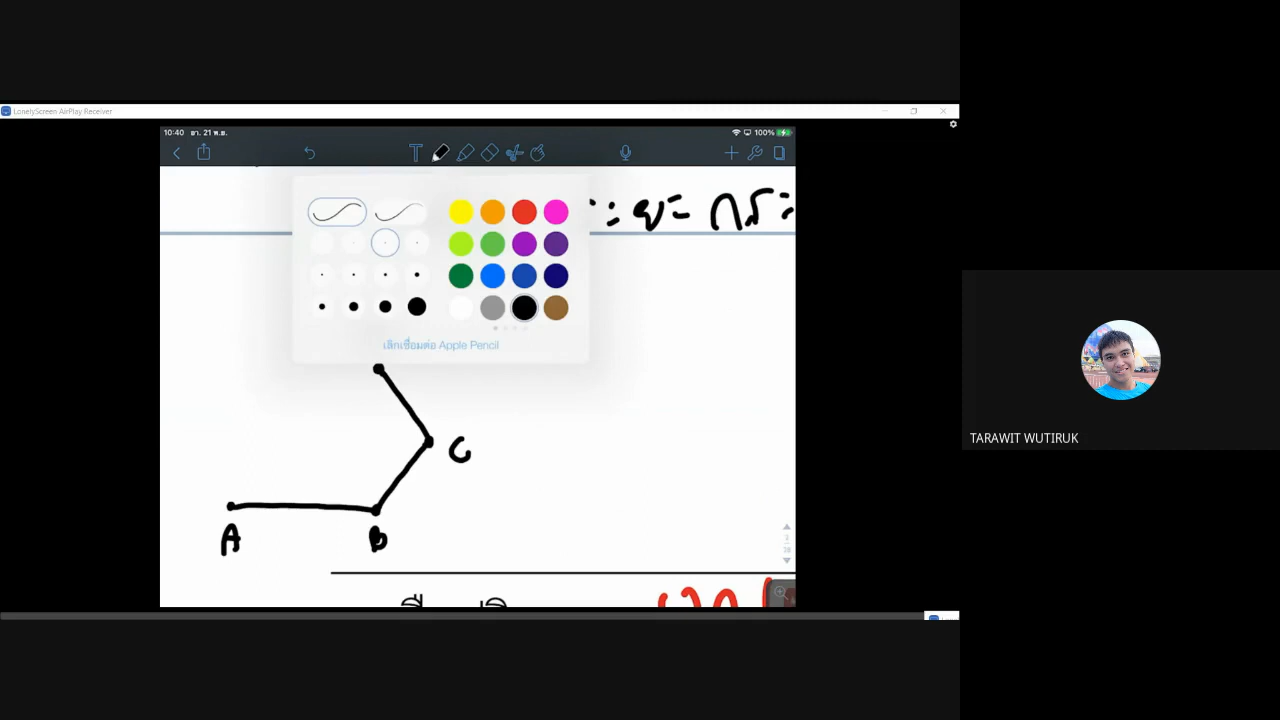 LonelyScreen AirPlay Receiver
10:40 อา. 21 พ.ย.
100%
T
เลิกเชื่อมต่อ Apple Pencil
C
A
B
TARAWIT WUTIRUK